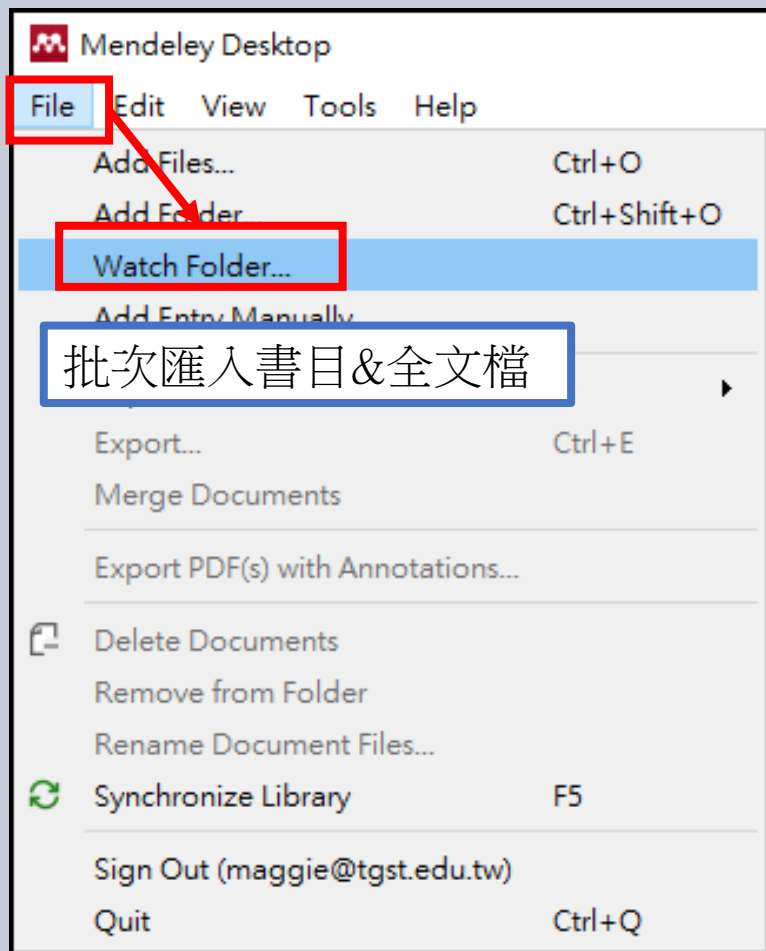 Mendeley Desktop
File Edit View Tools Help
Add Files... Ctrl+O
Add Folder... Ctrl+Shift+O
Watch Folder...
Add Entry Manually
批次匯入書目&全文檔
Export... Ctrl+E
Merge Documents
Export PDF(s) with Annotations...
Delete Documents
Remove from Folder
Rename Document Files...
Synchronize Library F5
Sign Out (maggie@tgst.edu.tw)
Quit Ctrl+Q